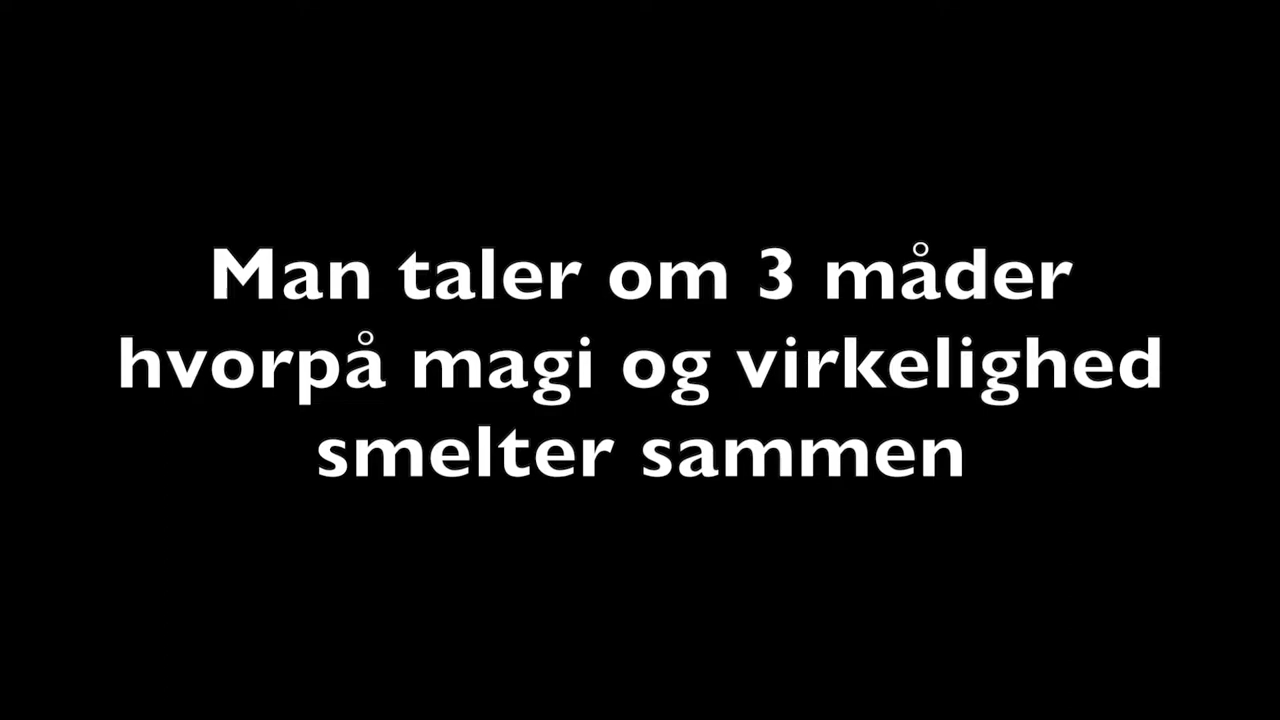 Man taler om 3 måder
hvorpå magi og virkelighed
smelter sammen